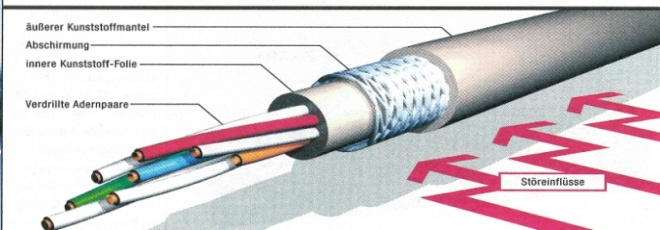 äußerer Kunststoffmantel
Abschirmung
innere Kunststoff-Folie
Verdrillte Adernpaare
Störeinflüsse